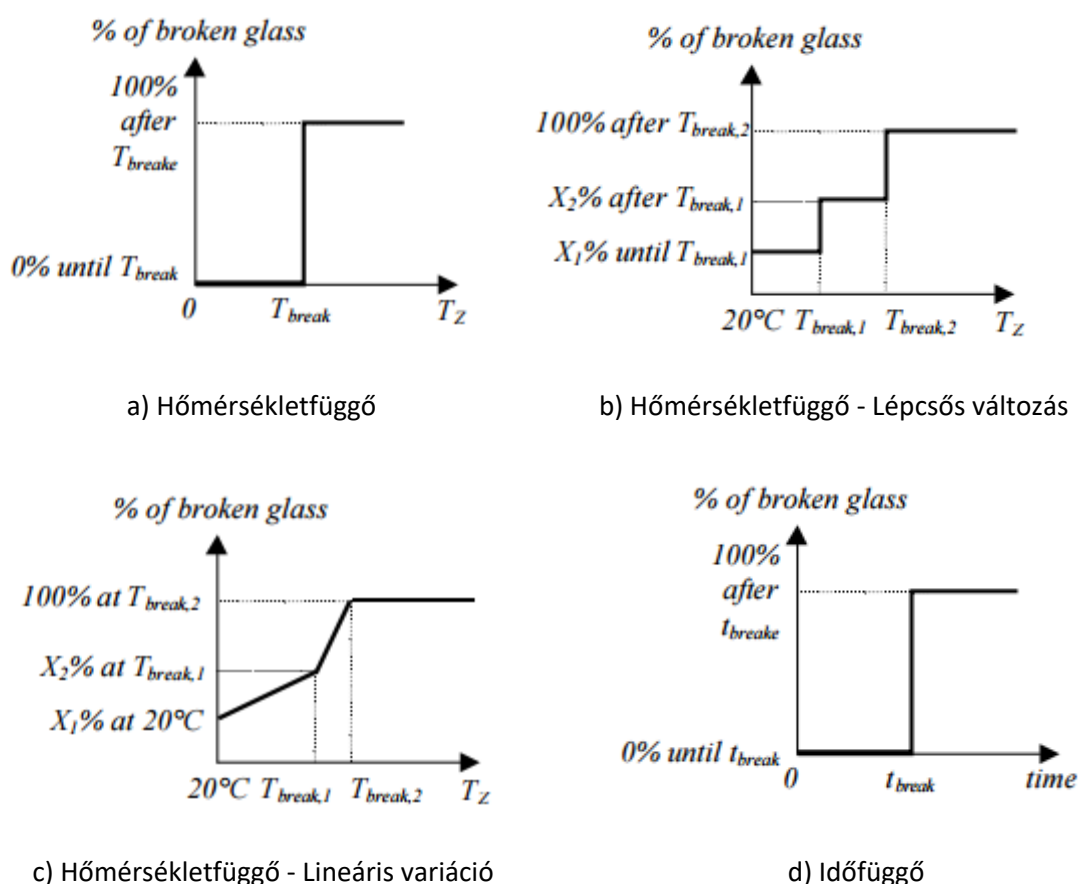 % of broken glass
100%
after
T_breake
0% until T_break
0
T_break
T_Z
a) Hőmérsékletfüggő
% of broken glass
100% after T_break,2
X_2% after T_break,1
X_1% until T_break,1
20°C T_break,1 T_break,2 T_Z
b) Hőmérsékletfüggő - Lépcsős változás
% of broken glass
100% at T_break,2
X_2% at T_break,1
X_1% at 20°C
20°C T_break,1 T_break,2 T_Z
c) Hőmérsékletfüggő - Lineáris variáció
% of broken glass
100%
after
t_breake
0% until t_break
0
t_break
time
d) Időfüggő